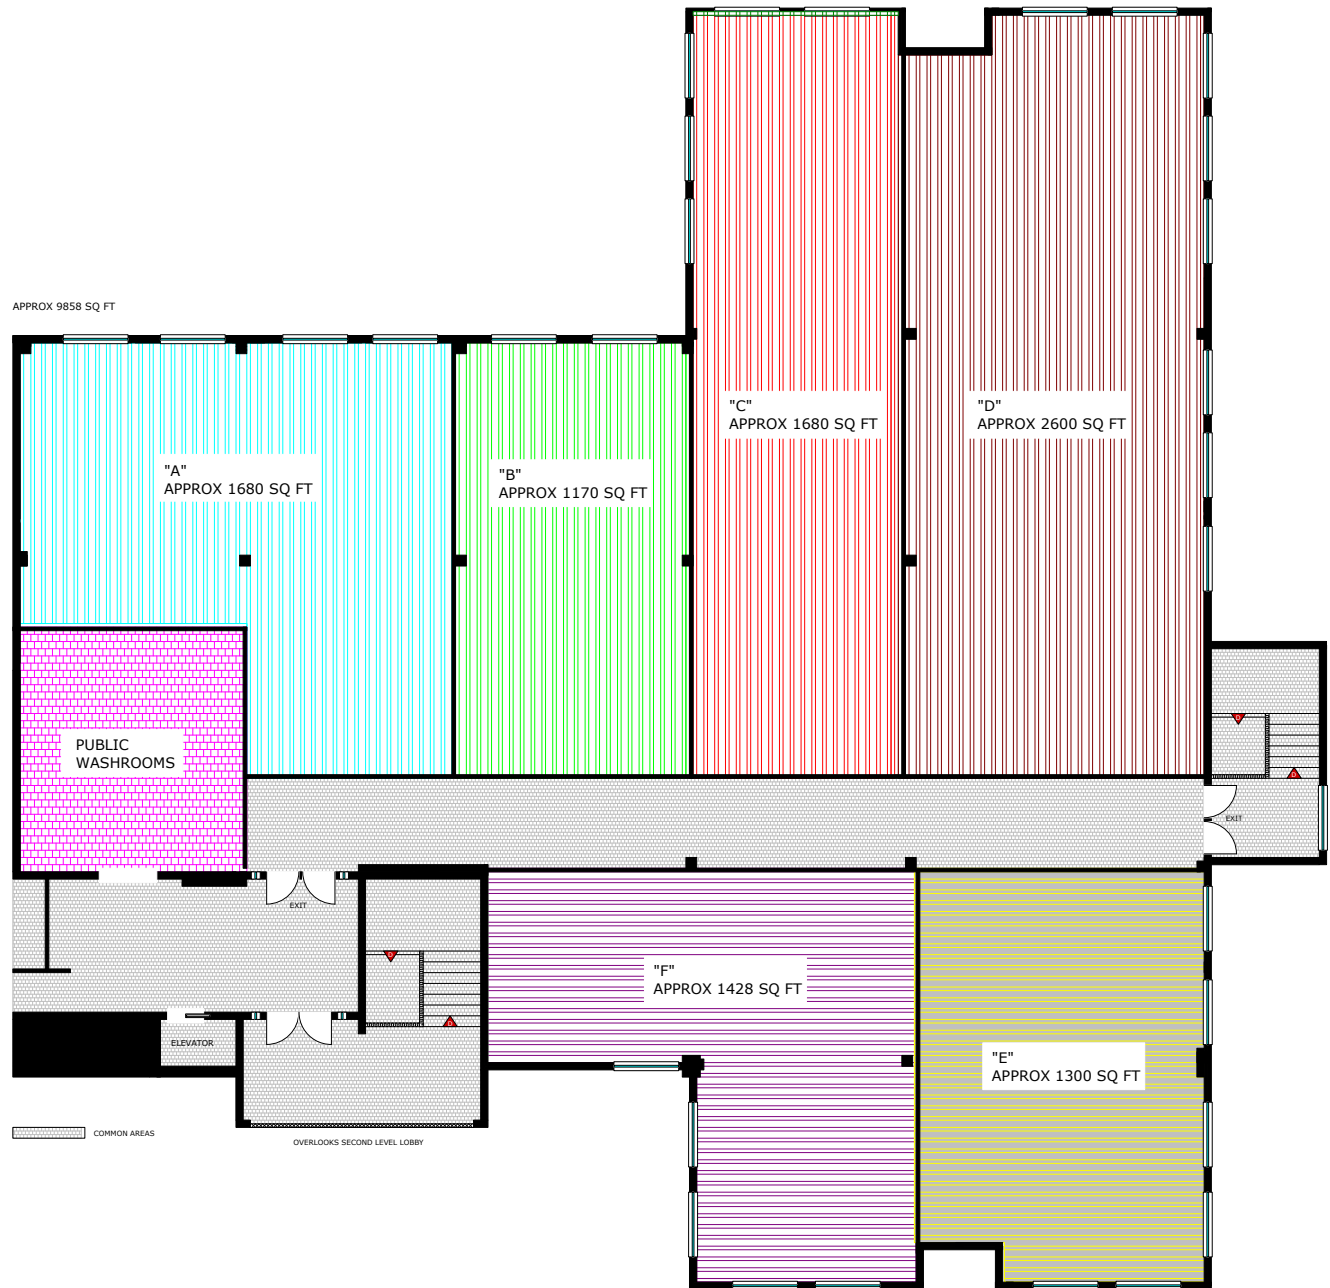 APPROX 9858 SQ FT
"A"
APPROX 1680 SQ FT
"B"
APPROX 1170 SQ FT
"C"
APPROX 1680 SQ FT
"D"
APPROX 2600 SQ FT
PUBLIC
WASHROOMS
D
D
EXIT
EXIT
D
D
"F"
APPROX 1428 SQ FT
ELEVATOR
"E"
APPROX 1300 SQ FT
COMMON AREAS
OVERLOOKS SECOND LEVEL LOBBY